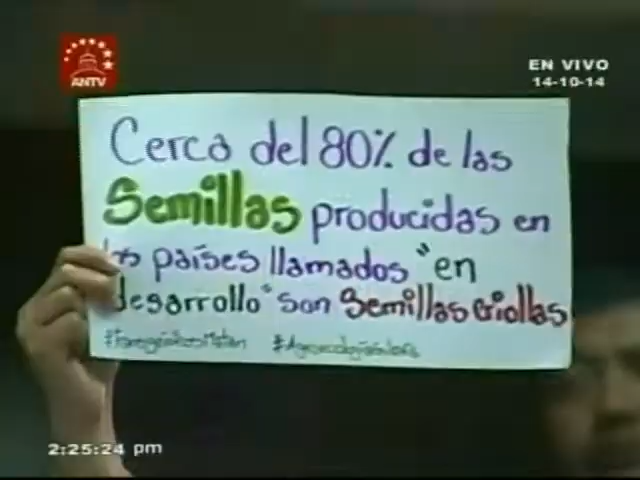 ANTV
EN VIVO
14-10-14
Cerca del 80% de las
Semillas producidas en
países llamados "en
desarrollo" son Semillas Criollas
2:25:24 pm